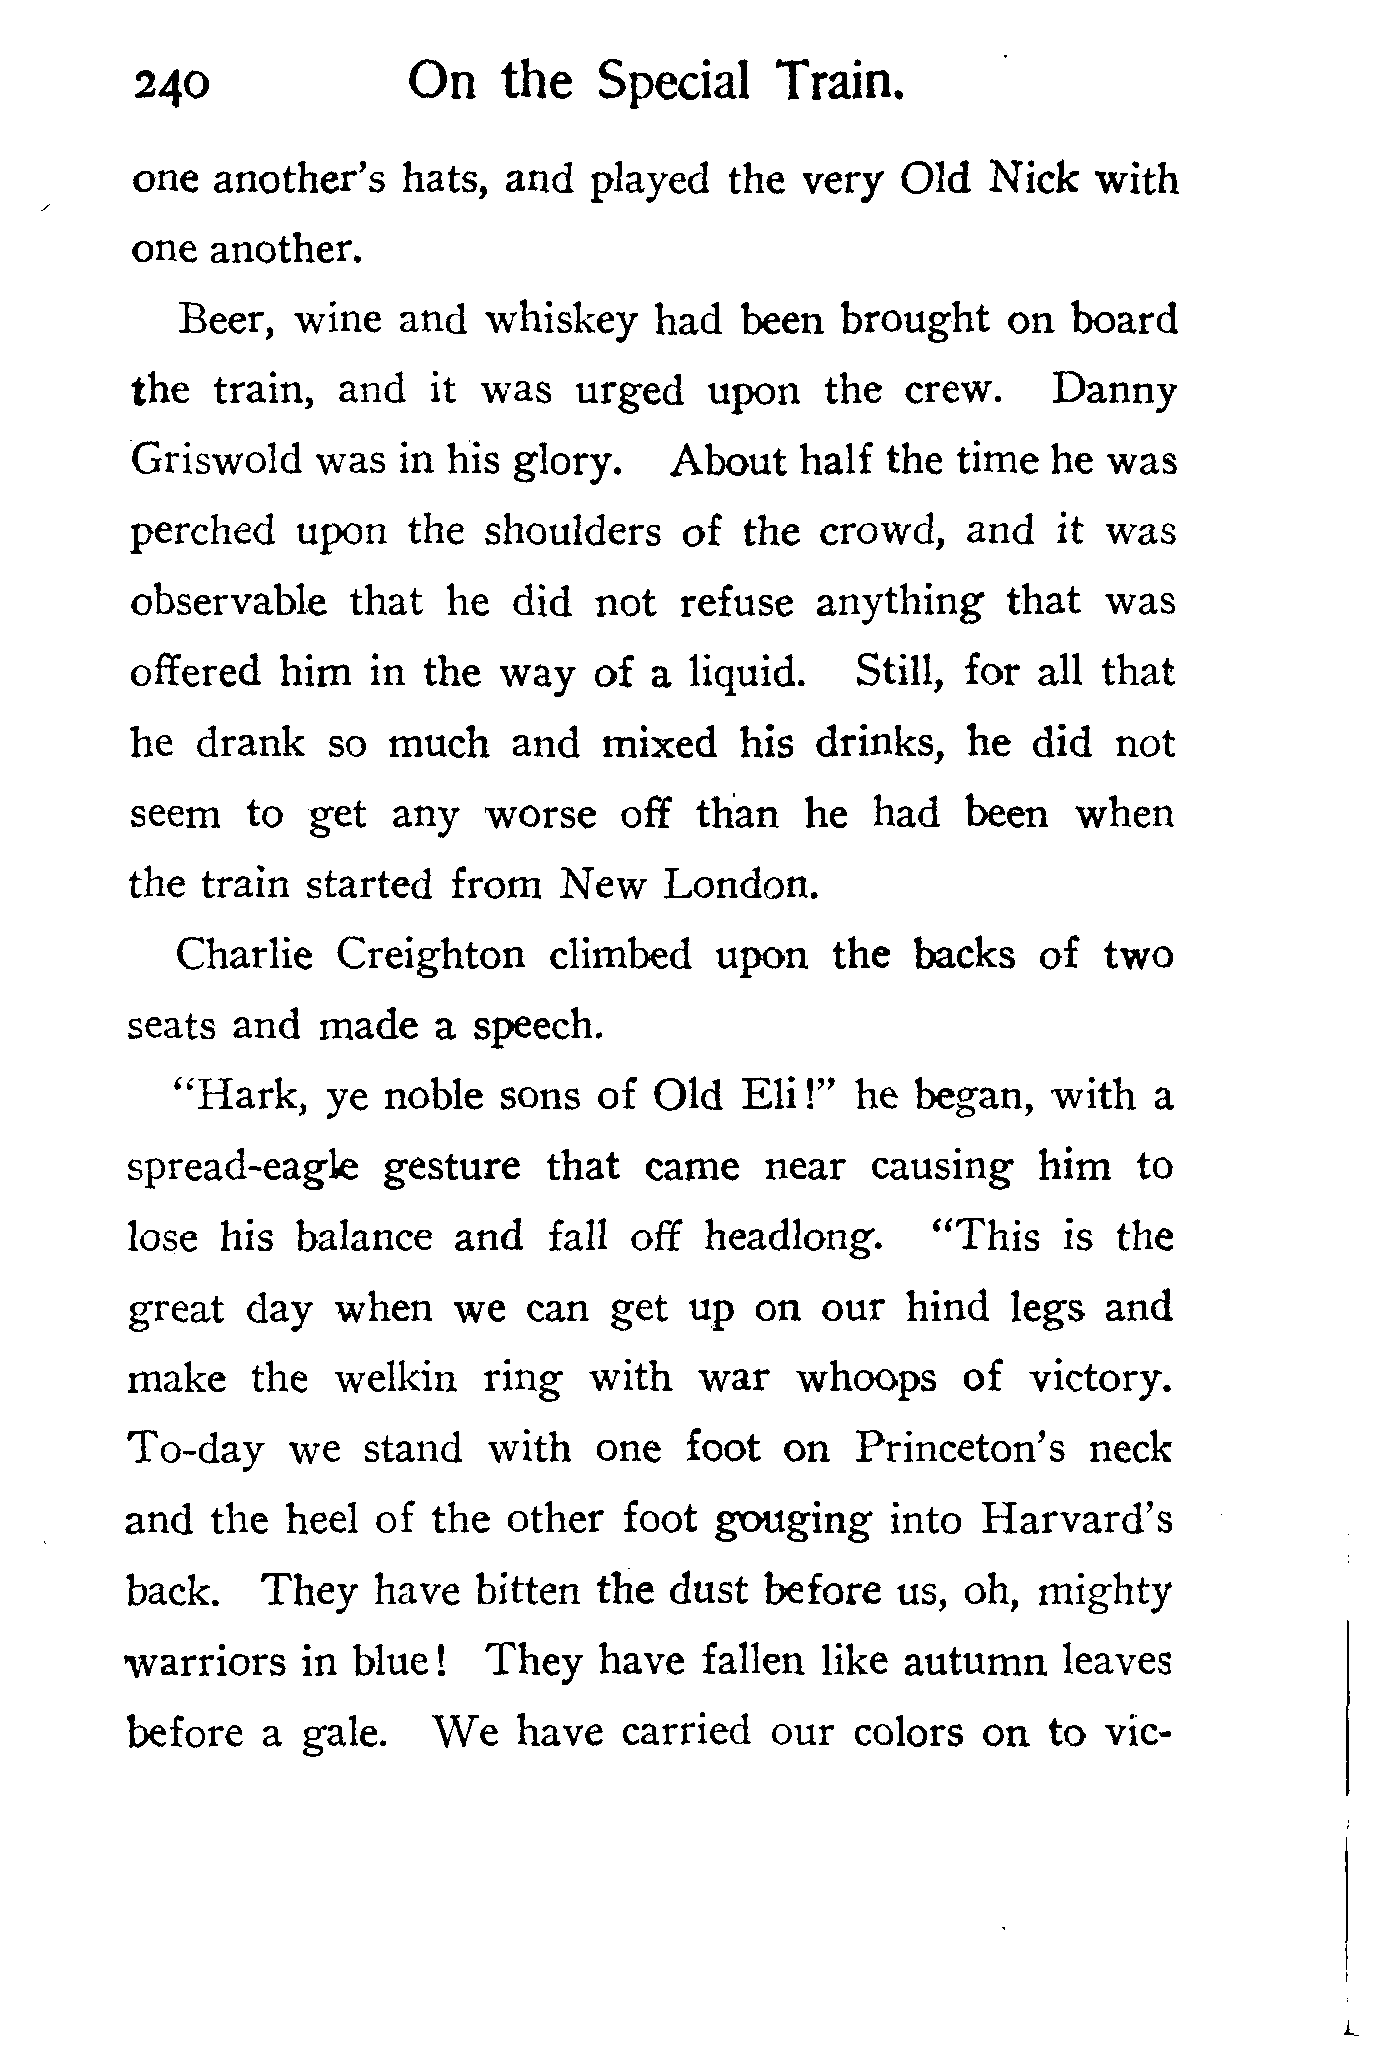 240 On the Special Train.
one another's hats, and played the very Old Nick with
one another.
Beer, wine and whiskey had been brought on board
the train, and it was urged upon the crew. Danny
Griswold was in his glory. About half the time he was
perched upon the shoulders of the crowd, and it was
observable that he did not refuse anything that was
offered him in the way of a liquid. Still, for all that
he drank so much and mixed his drinks, he did not
seem to get any worse off than he had been when
the train started from New London.
Charlie Creighton climbed upon the backs of two
seats and made a speech.
"Hark, ye noble sons of Old Eli!" he began, with a
spread-eagle gesture that came near causing him to
lose his balance and fall off headlong. "This is the
great day when we can get up on our hind legs and
make the welkin ring with war whoops of victory.
To-day we stand with one foot on Princeton's neck
and the heel of the other foot gouging into Harvard's
back. They have bitten the dust before us, oh, mighty
warriors in blue! They have fallen like autumn leaves
before a gale. We have carried our colors on to vic-